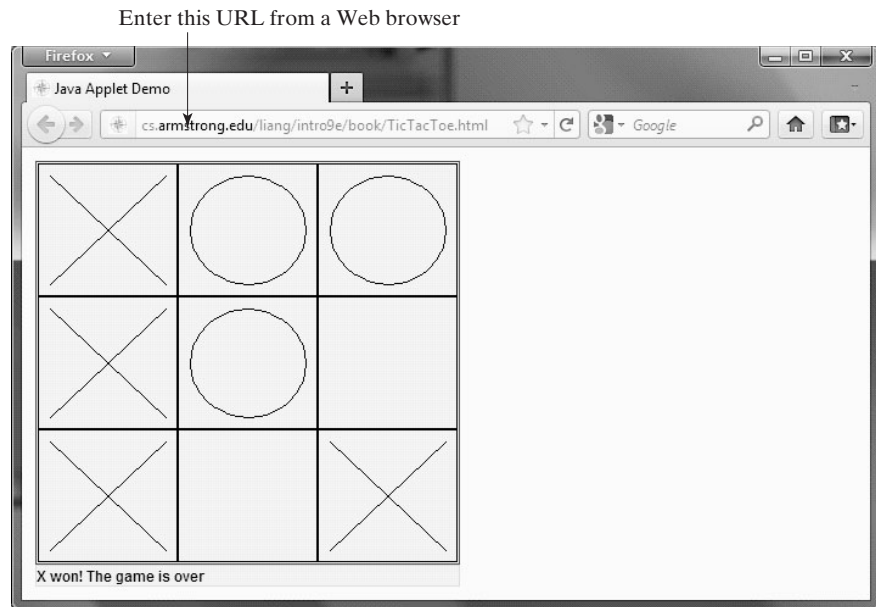 Enter this URL from a Web browser
Firefox
Java Applet Demo
cs.armstrong.edu/liang/intro9e/book/TicTacToe.html
Google
X won! The game is over